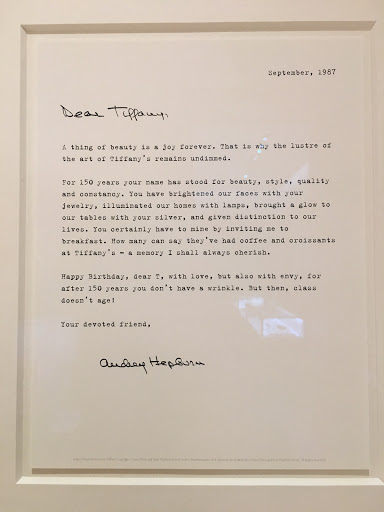 September, 1987
Dear Tiffany,
A thing of beauty is a joy forever. That is why the lustre of
the art of Tiffany's remains undimmed.
For 150 years your name has stood for beauty, style, quality
and constancy. You have brightened our faces with your
jewelry, illuminated our homes with lamps, brought a glow to
our tables with your silver, and given distinction to our
lives. You certainly have to mine by inviting me to
breakfast. How many can say they've had coffee and croissants
at Tiffany's – a memory I shall always cherish.
Happy Birthday, dear T, with love, but also with envy, for
after 150 years you don't have a wrinkle. But then, class
doesn't age!
Your devoted friend,
Audrey Hepburn